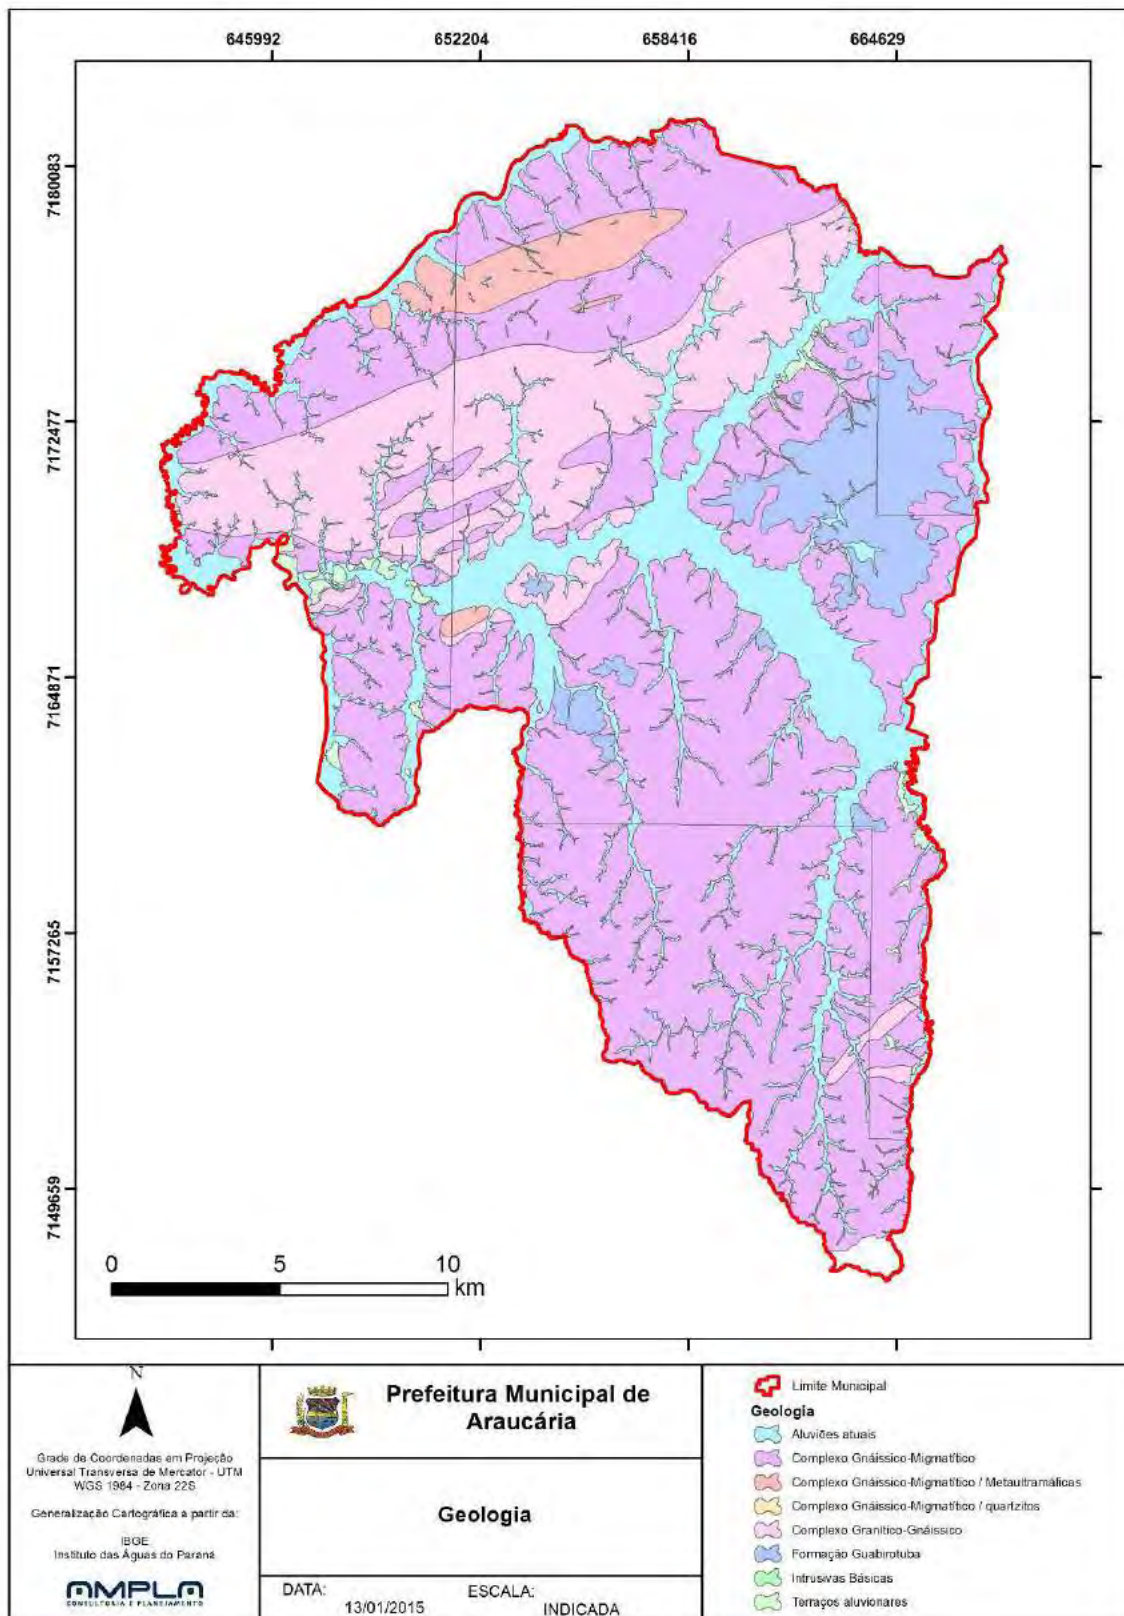 645992 652204 658416 664629
7180083
7172477
7164871
7157265
7149659
0 5 10
km
N
Grade de Coordenadas em Projeção
Universal Transversa de Mercator - UTM
WGS 1984 - Zona 22S
Generalização Cartográfica a partir da:
IBGE
Instituto das Águas do Paraná
AMPLA
CONSULTORIA E PLANEJAMENTO
Prefeitura Municipal de
Araucária
Geologia
DATA: ESCALA:
13/01/2015 INDICADA
Limite Municipal
Geologia
Aluviões atuais
Complexo Gnáissico-Migmatítico
Complexo Gnáissico-Migmatítico / Metaultramáficas
Complexo Gnáissico-Migmatítico / quartzitos
Complexo Granítico-Gnáissico
Formação Guabirotuba
Intrusivas Básicas
Terraços aluvionares